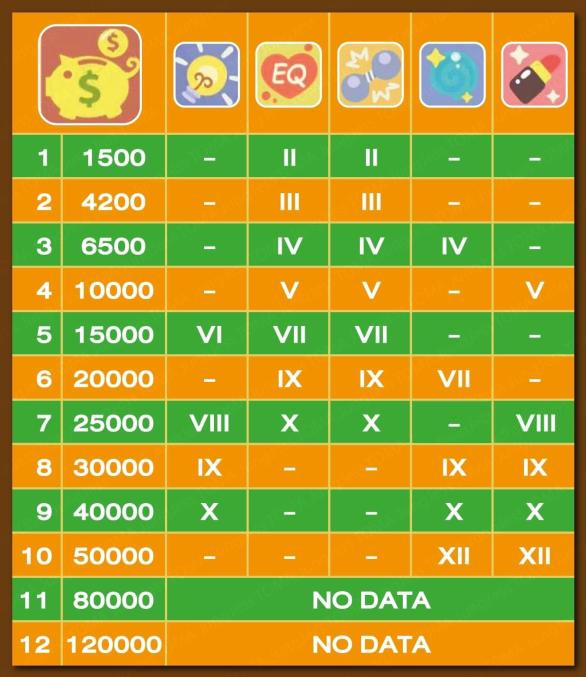 $ $ EQ
1 1500 – II II – –
2 4200 – III III – –
3 6500 – IV IV IV –
4 10000 – V V – V
5 15000 VI VII VII – –
6 20000 – IX IX VII –
7 25000 VIII X X – VIII
8 30000 IX – – IX IX
9 40000 X – – X X
10 50000 – – – XII XII
11 80000 NO DATA
12 120000 NO DATA